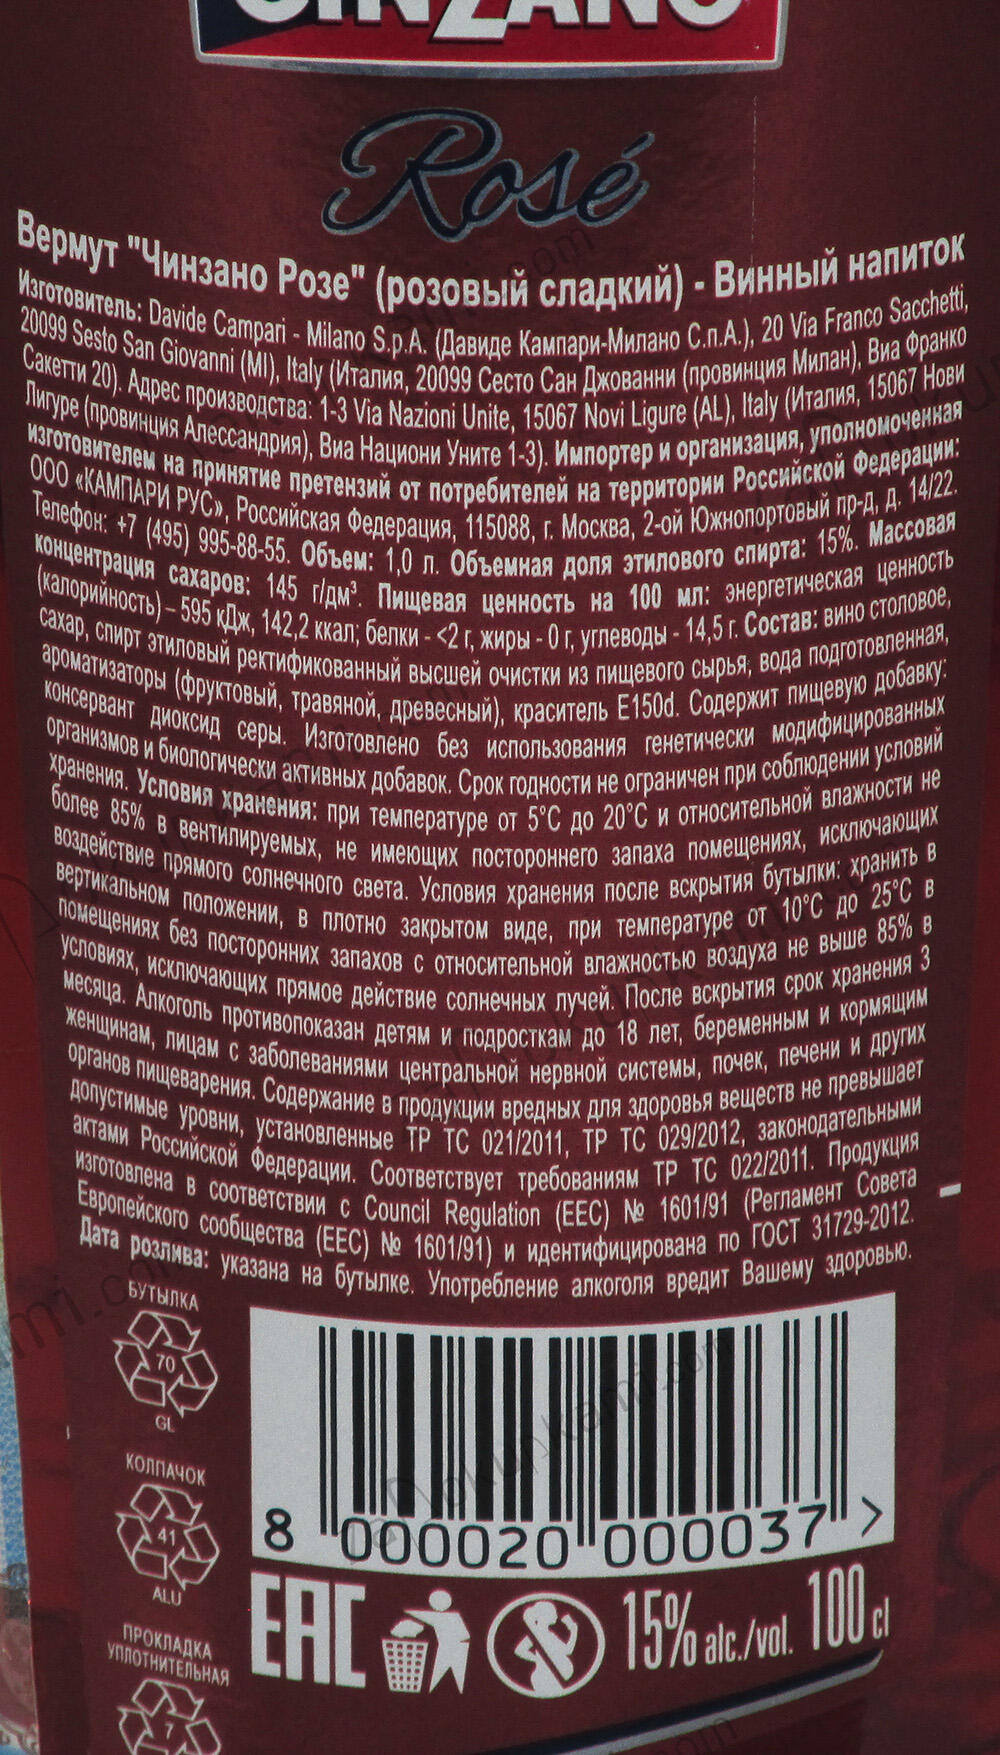 CINZANO
Rosé
Вермут "Чинзано Розе" (розовый сладкий) - Винный напиток
Изготовитель: Davide Campari - Milano S.p.A. (Давиде Кампари-Милано С.п.А.), 20 Via Franco Sacchetti,
20099 Sesto San Giovanni (MI), Italy (Италия, 20099 Сесто Сан Джованни (провинция Милан), Виа Франко
Сакетти 20). Адрес производства: 1-3 Via Nazioni Unite, 15067 Novi Ligure (AL), Italy (Италия, 15067 Нови
Лигуре (провинция Алессандрия), Виа Национи Уните 1-3). Импортер и организация, уполномоченная
изготовителем на принятие претензий от потребителей на территории Российской Федерации:
ООО «КАМПАРИ РУС», Российская Федерация, 115088, г. Москва, 2-ой Южнопортовый пр-д, д. 14/22.
Телефон: +7 (495) 995-88-55. Объем: 1,0 л. Объемная доля этилового спирта: 15%. Массовая
концентрация сахаров: 145 г/дм³. Пищевая ценность на 100 мл: энергетическая ценность
(калорийность) – 595 кДж, 142,2 ккал; белки - <2 г, жиры - 0 г, углеводы - 14,5 г. Состав: вино столовое,
сахар, спирт этиловый ректификованный высшей очистки из пищевого сырья, вода подготовленная,
ароматизаторы (фруктовый, травяной, древесный), краситель E150d. Содержит пищевую добавку:
консервант диоксид серы. Изготовлено без использования генетически модифицированных
организмов и биологически активных добавок. Срок годности не ограничен при соблюдении условий
хранения. Условия хранения: при температуре от 5°C до 20°C и относительной влажности не
более 85% в вентилируемых, не имеющих постороннего запаха помещениях, исключающих
воздействие прямого солнечного света. Условия хранения после вскрытия бутылки: хранить в
вертикальном положении, в плотно закрытом виде, при температуре от 10°C до 25°C в
помещениях без посторонних запахов с относительной влажностью воздуха не выше 85% в
условиях, исключающих прямое действие солнечных лучей. После вскрытия срок хранения 3
месяца. Алкоголь противопоказан детям и подросткам до 18 лет, беременным и кормящим
женщинам, лицам с заболеваниями центральной нервной системы, почек, печени и других
органов пищеварения. Содержание в продукции вредных для здоровья веществ не превышает
допустимые уровни, установленные ТР ТС 021/2011, ТР ТС 029/2012, законодательными
актами Российской Федерации. Соответствует требованиям ТР ТС 022/2011. Продукция
изготовлена в соответствии с Council Regulation (EEC) № 1601/91 (Регламент Совета
Европейского сообщества (ЕЕС) № 1601/91) и идентифицирована по ГОСТ 31729-2012.
Дата розлива: указана на бутылке. Употребление алкоголя вредит Вашему здоровью.
БУТЫЛКА
70
GL
КОЛПАЧОК
41
ALU
ПРОКЛАДКА
УПЛОТНИТЕЛЬНАЯ
7
8 000020 000037 >
EAC
15% alc./vol. 100 cl